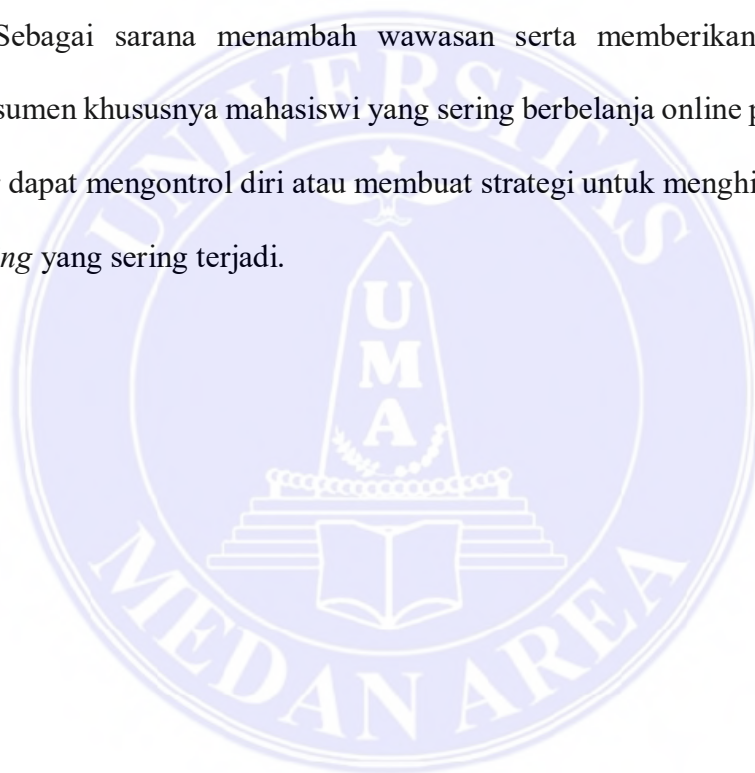 Sebagai sarana menambah wawasan serta memberikan
sumen khususnya mahasiswi yang sering berbelanja online p
dapat mengontrol diri atau membuat strategi untuk menghi
ng yang sering terjadi.
UNIVERSITAS
UMA
MEDAN AREA